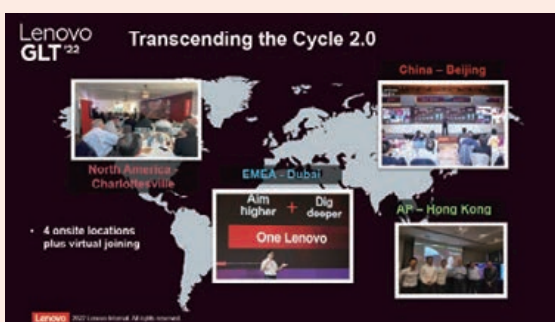 Lenovo
GLT '22
Transcending the Cycle 2.0
China – Beijing
North America -
Charlottesville
EMEA - Dubai
Aim
higher
+
Dig
deeper
One Lenovo
AP – Hong Kong
• 4 onsite locations
plus virtual joining
Lenovo 2022 Lenovo Internal. All rights reserved.